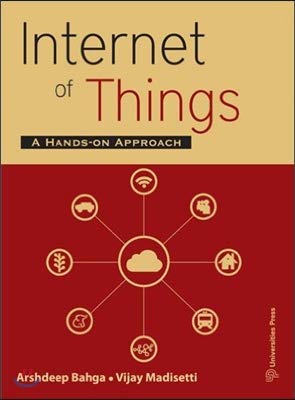 Internet
of Things
A HANDS-ON APPROACH
Arshdeep Bahga • Vijay Madisetti
Universities Press